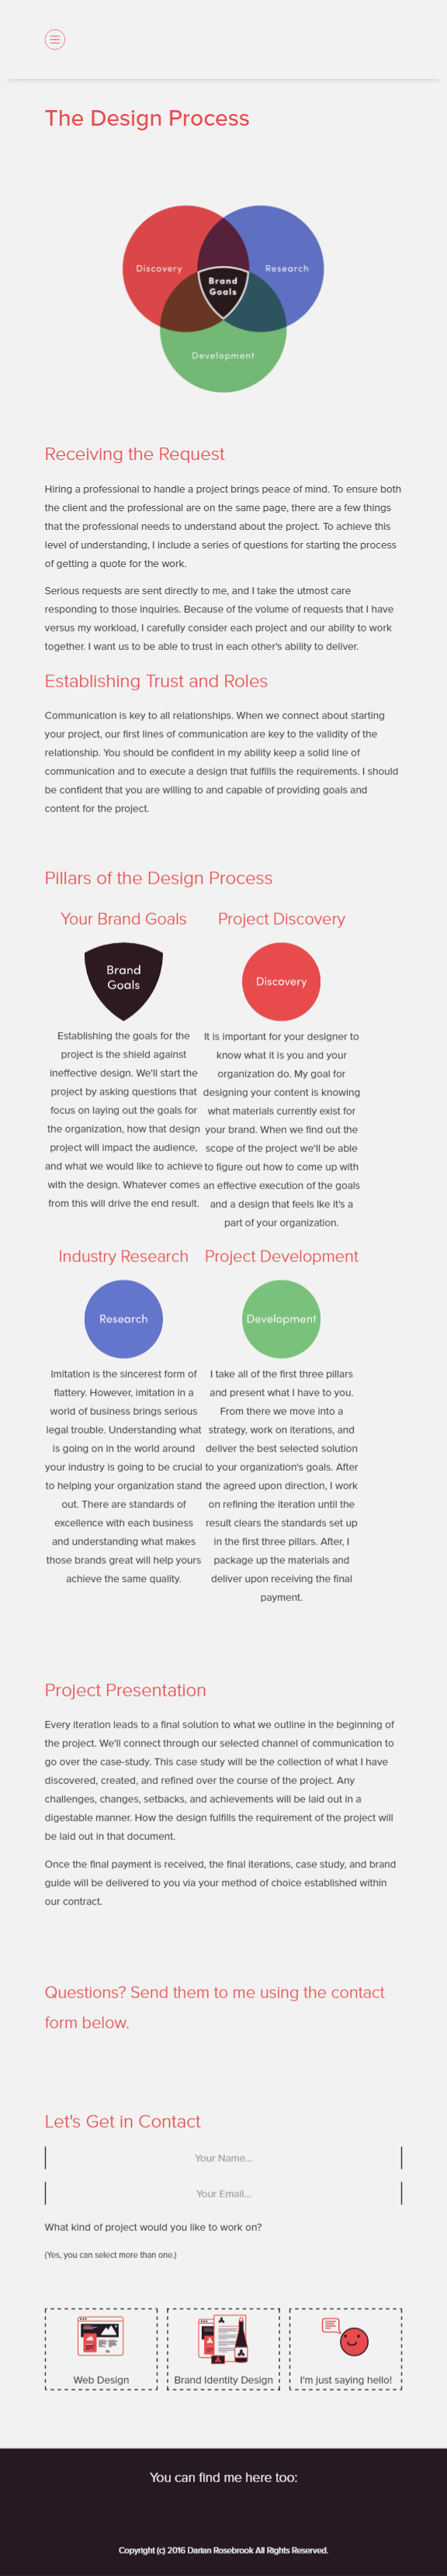 The Design Process
Discovery
Research
Brand
Goals
Development
Receiving the Request
Hiring a professional to handle a project brings peace of mind. To ensure both
the client and the professional are on the same page, there are a few things
that the professional needs to understand about the project. To achieve this
level of understanding, I include a series of questions for starting the process
of getting a quote for the work.
Serious requests are sent directly to me, and I take the utmost care
responding to those inquiries. Because of the volume of requests that I have
versus my workload, I carefully consider each project and our ability to work
together. I want us to be able to trust in each other's ability to deliver.
Establishing Trust and Roles
Communication is key to all relationships. When we connect about starting
your project, our first lines of communication are key to the validity of the
relationship. You should be confident in my ability keep a solid line of
communication and to execute a design that fulfills the requirements. I should
be confident that you are willing to and capable of providing goals and
content for the project.
Pillars of the Design Process
Your Brand Goals
Brand
Goals
Establishing the goals for the
project is the shield against
ineffective design. We'll start the
project by asking questions that
focus on laying out the goals for
the organization, how that design
project will impact the audience,
and what we would like to achieve
with the design. Whatever comes
from this will drive the end result.
Project Discovery
Discovery
It is important for your designer to
know what it is you and your
organization do. My goal for
designing your content is knowing
what materials currently exist for
your brand. When we find out the
scope of the project we'll be able
to figure out how to come up with
an effective execution of the goals
and a design that feels lke it's a
part of your organization.
Industry Research
Research
Imitation is the sincerest form of
flattery. However, imitation in a
world of business brings serious
legal trouble. Understanding what
is going on in the world around
your industry is going to be crucial
to helping your organization stand
out. There are standards of
excellence with each business
and understanding what makes
those brands great will help yours
achieve the same quality.
Project Development
Development
I take all of the first three pillars
and present what I have to you.
From there we move into a
strategy, work on iterations, and
deliver the best selected solution
to your organization's goals. After
the agreed upon direction, I work
on refining the iteration until the
result clears the standards set up
in the first three pillars. After, I
package up the materials and
deliver upon receiving the final
payment.
Project Presentation
Every iteration leads to a final solution to what we outline in the beginning of
the project. We'll connect through our selected channel of communication to
go over the case-study. This case study will be the collection of what I have
discovered, created, and refined over the course of the project. Any
challenges, changes, setbacks, and achievements will be laid out in a
digestable manner. How the design fulfills the requirement of the project will
be laid out in that document.
Once the final payment is received, the final iterations, case study, and brand
guide will be delivered to you via your method of choice established within
our contract.
Questions? Send them to me using the contact
form below.
Let's Get in Contact
Your Name...
Your Email...
What kind of project would you like to work on?
(Yes, you can select more than one.)
Web Design
Brand Identity Design
I'm just saying hello!
You can find me here too:
Copyright (c) 2016 Darian Rosebrook All Rights Reserved.